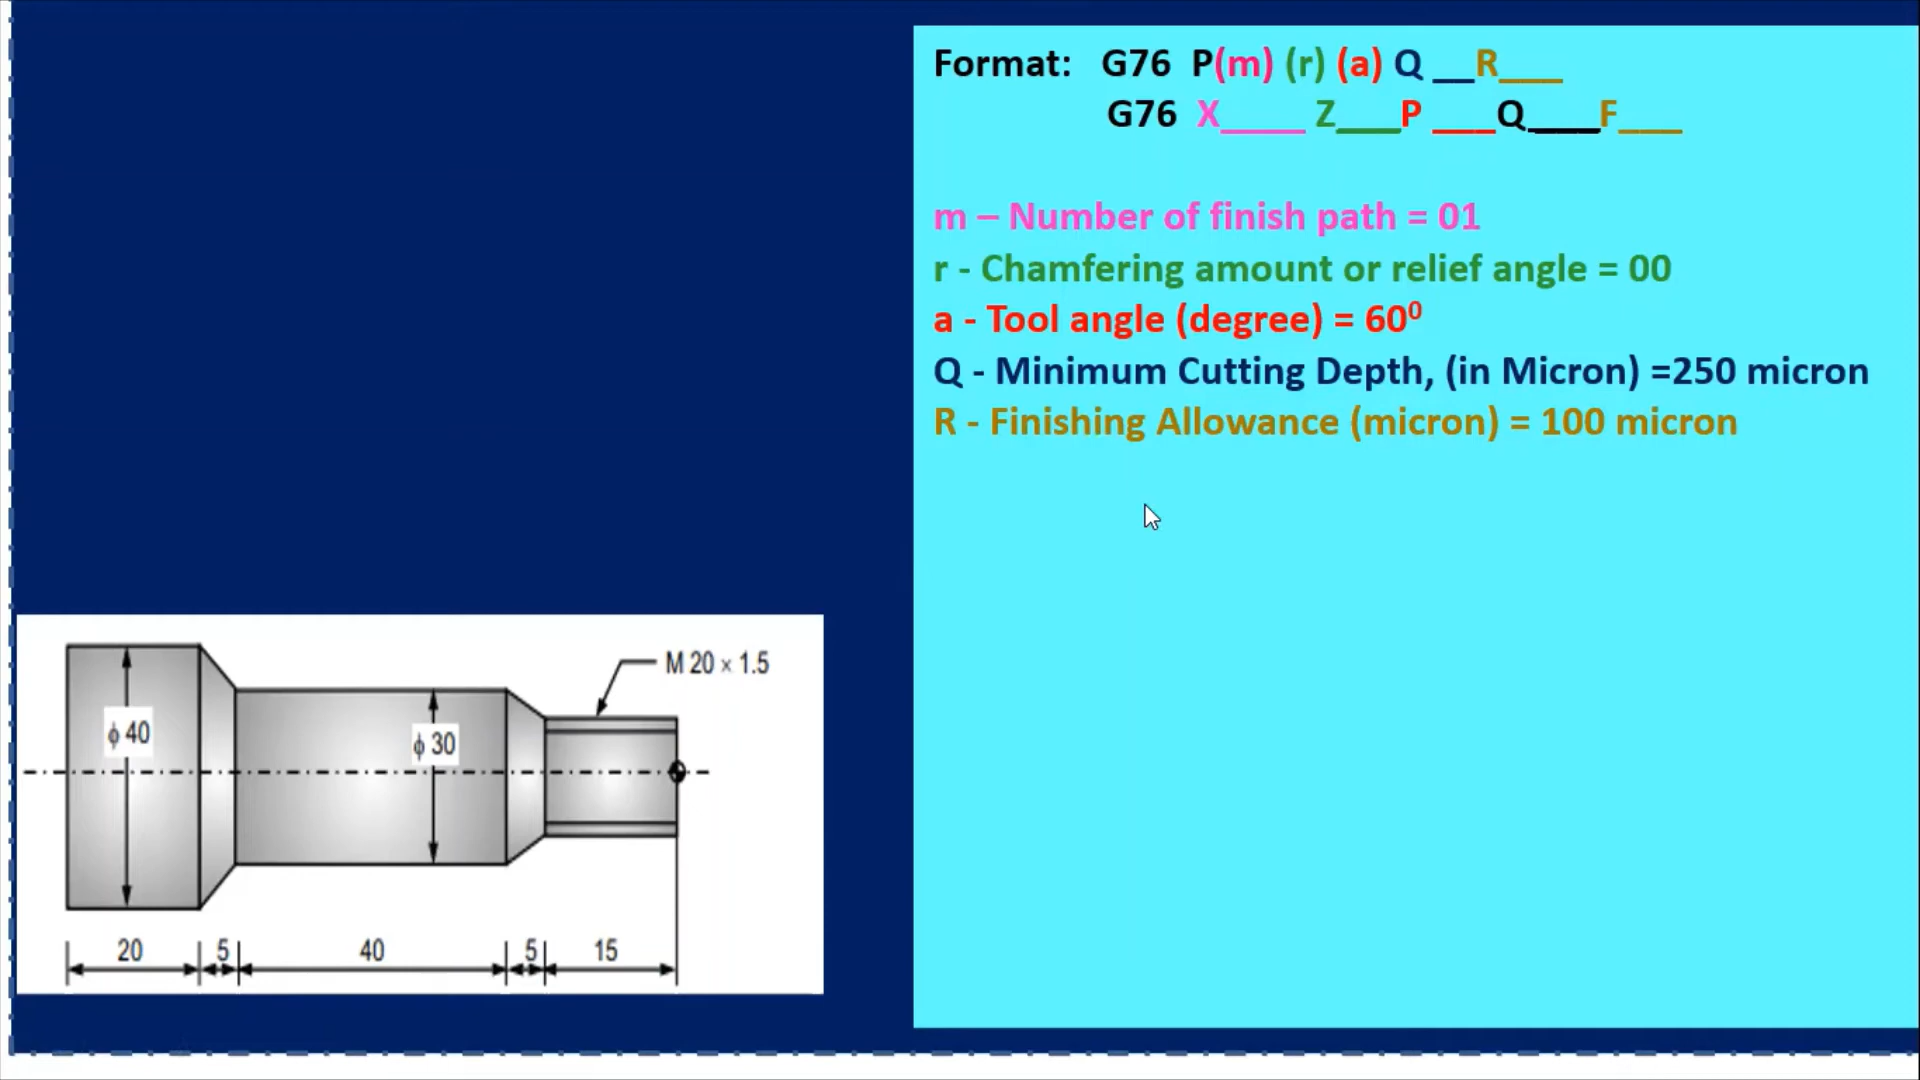 Format: G76 P(m) (r) (a) Q __R___
G76 X____ Z___P ___Q___F___
m – Number of finish path = 01
r - Chamfering amount or relief angle = 00
a - Tool angle (degree) = 60⁰
Q - Minimum Cutting Depth, (in Micron) =250 micron
R - Finishing Allowance (micron) = 100 micron
M 20 × 1.5
ϕ 40
ϕ 30
20 5 40 5 15